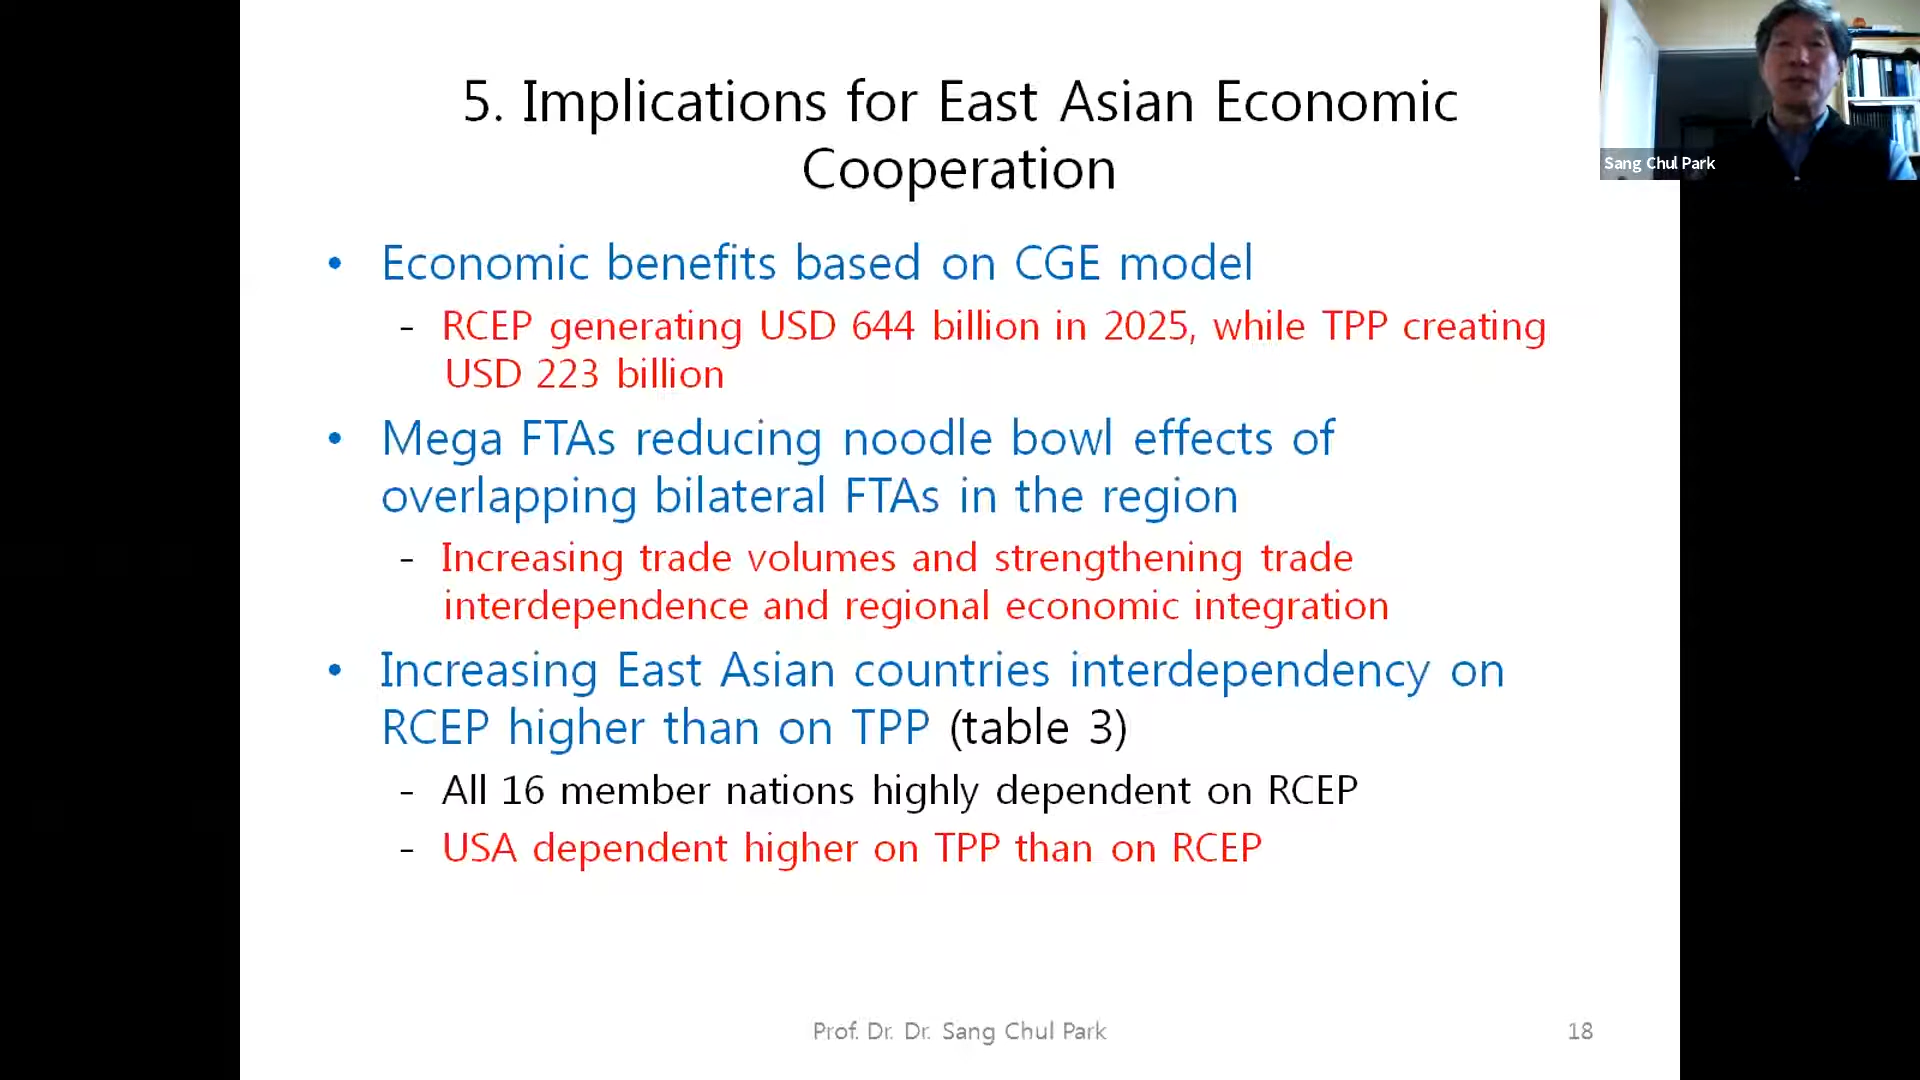 5. Implications for East Asian Economic
Cooperation
Sang Chul Park
• Economic benefits based on CGE model
- RCEP generating USD 644 billion in 2025, while TPP creating
USD 223 billion
• Mega FTAs reducing noodle bowl effects of
overlapping bilateral FTAs in the region
- Increasing trade volumes and strengthening trade
interdependence and regional economic integration
• Increasing East Asian countries interdependency on
RCEP higher than on TPP (table 3)
- All 16 member nations highly dependent on RCEP
- USA dependent higher on TPP than on RCEP
Prof. Dr. Dr. Sang Chul Park
18